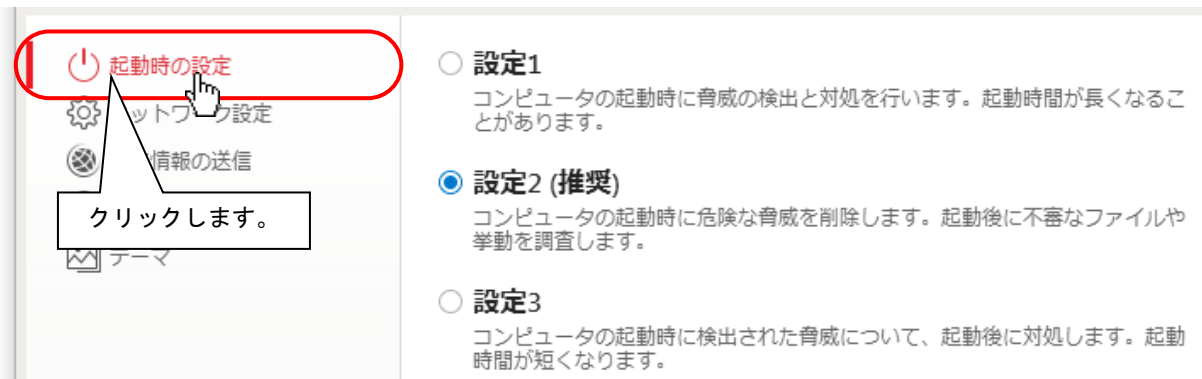 起動時の設定
ットワーク設定
情報の送信
クリックします。
テーマ
設定1
コンピュータの起動時に脅威の検出と対処を行います。起動時間が長くなるこ
とがあります。
設定2 (推奨)
コンピュータの起動時に危険な脅威を削除します。起動後に不審なファイルや
挙動を調査します。
設定3
コンピュータの起動時に検出された脅威について、起動後に対処します。起動
時間が短くなります。